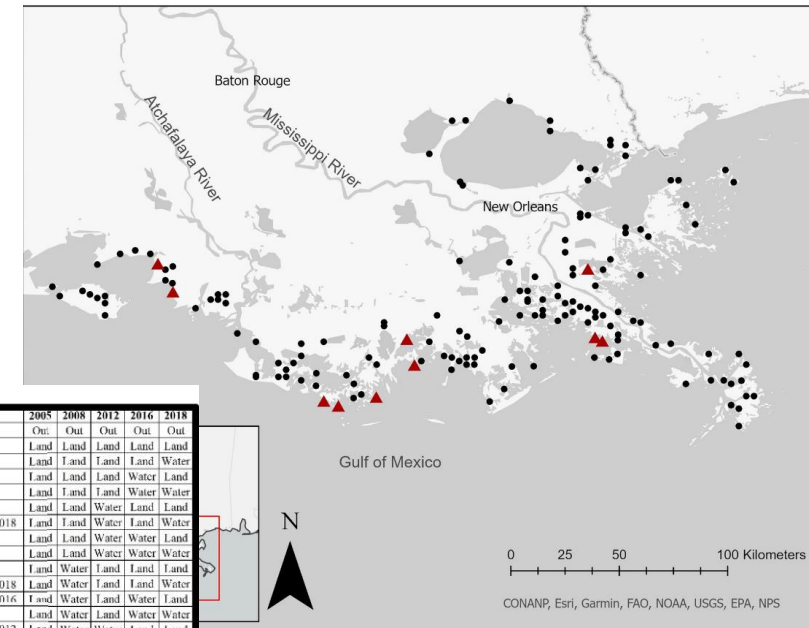 Baton Rouge
Atchafalaya River
Mississippi River
New Orleans
Gulf of Mexico
N
0 25 50 100 Kilometers
CONANP, Esri, Garmin, FAO, NOAA, USGS, EPA, NPS
2005 2008 2012 2016 2018
Out Out Out Out Out
Land Land Land Land Land
Land Land Land Land Water
Land Land Land Water Land
Land Land Land Water Water
Land Land Water Land Land
018 Land Land Water Land Water
Land Land Water Water Land
Land Land Water Water Water
Land Water Land Land Land
018 Land Water Land Land Water
016 Land Water Land Water Land
Land Water Land Water Water